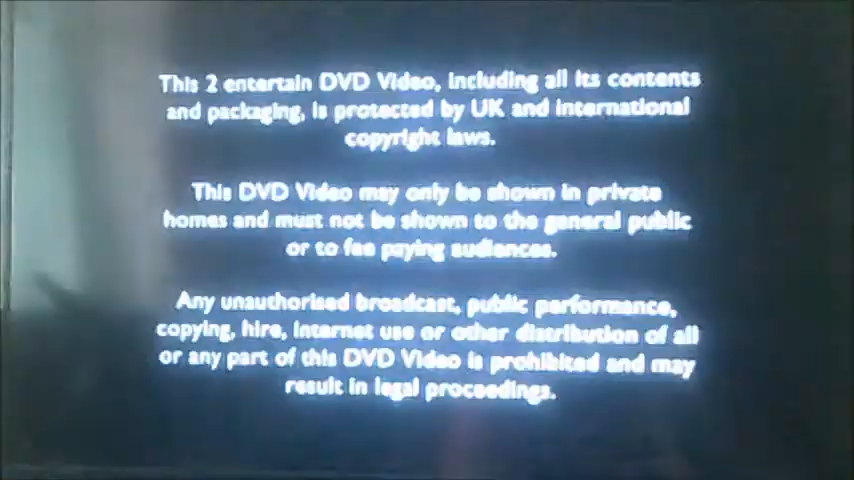 This 2 entertain DVD Video, including all its contents
and packaging, is protected by UK and international
copyright laws.
This DVD Video may only be shown in private
homes and must not be shown to the general public
or to fee paying audiences.
Any unauthorised broadcast, public performance,
copying, hire, internet use or other distribution of all
or any part of this DVD Video is prohibited and may
result in legal proceedings.